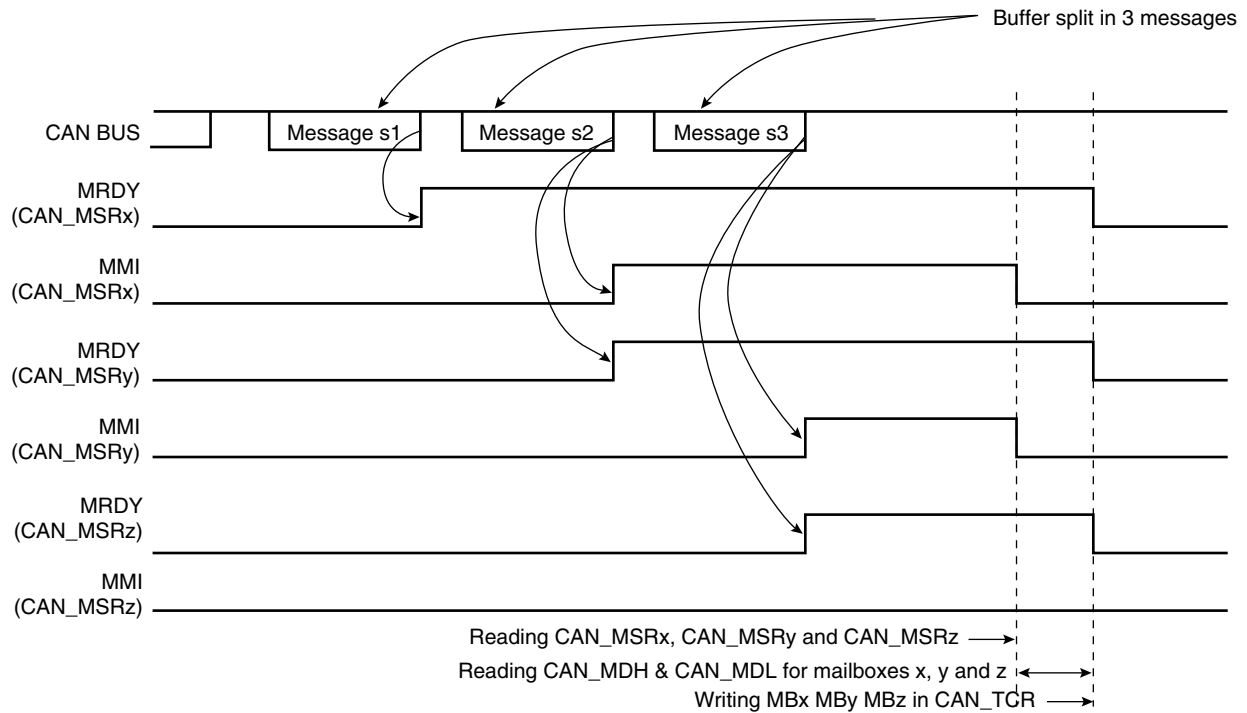 Buffer split in 3 messages
CAN BUS
Message s1
Message s2
Message s3
MRDY
(CAN_MSRx)
MMI
(CAN_MSRx)
MRDY
(CAN_MSRy)
MMI
(CAN_MSRy)
MRDY
(CAN_MSRz)
MMI
(CAN_MSRz)
Reading CAN_MSRx, CAN_MSRy and CAN_MSRz
Reading CAN_MDH & CAN_MDL for mailboxes x, y and z
Writing MBx MBy MBz in CAN_TCR